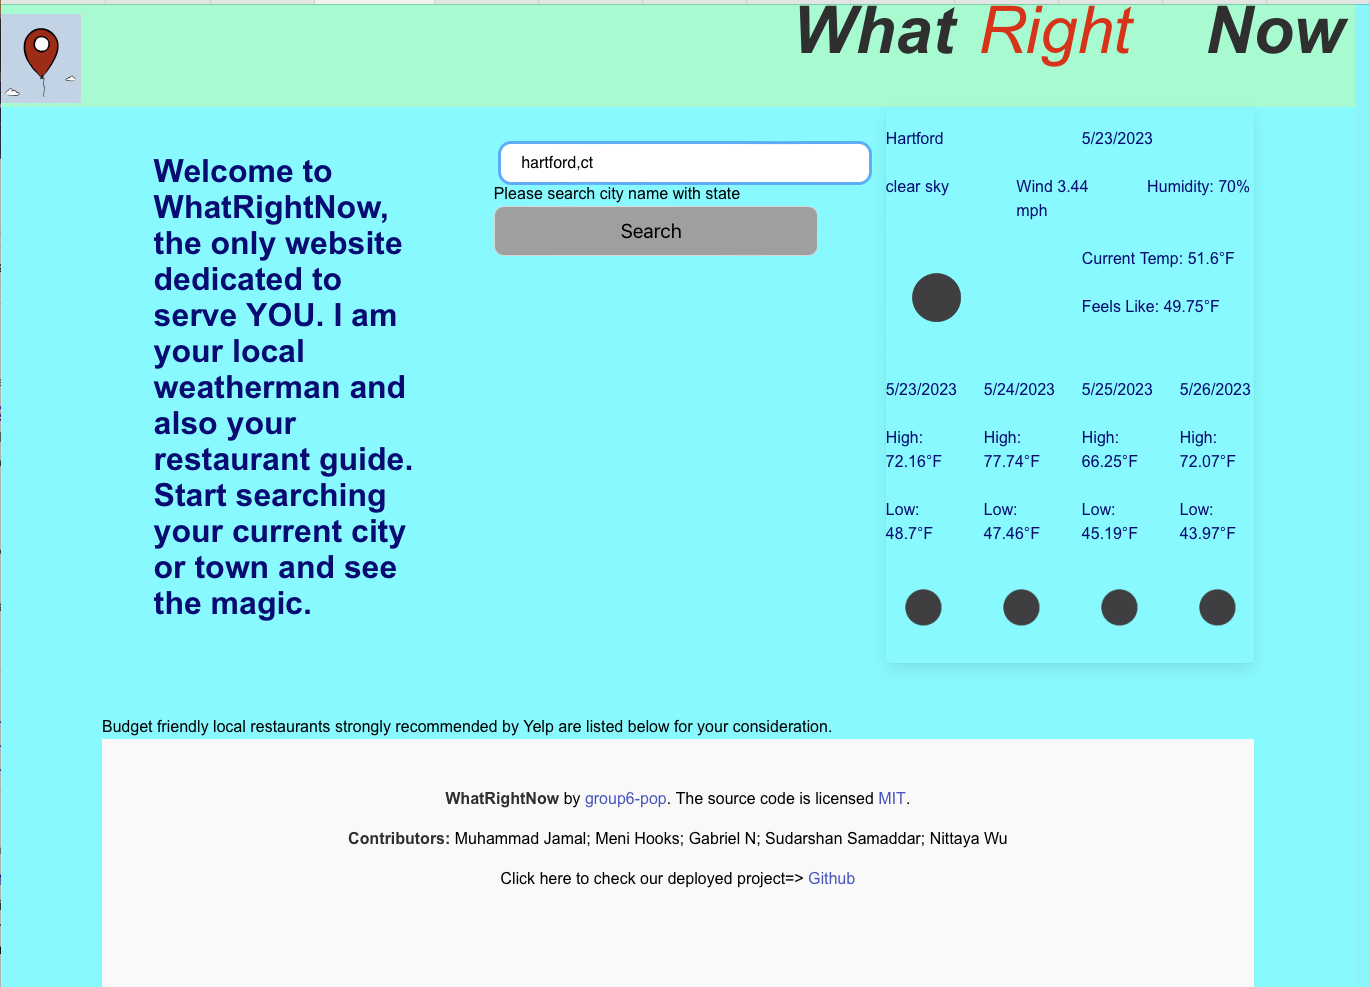 What Right Now
Welcome to
WhatRightNow,
the only website
dedicated to
serve YOU. I am
your local
weatherman and
also your
restaurant guide.
Start searching
your current city
or town and see
the magic.
hartford,ct
Please search city name with state
Search
Hartford 5/23/2023
clear sky Wind 3.44 Humidity: 70%
mph
Current Temp: 51.6°F
Feels Like: 49.75°F
5/23/2023 5/24/2023 5/25/2023 5/26/2023
High: High: High: High:
72.16°F 77.74°F 66.25°F 72.07°F
Low: Low: Low: Low:
48.7°F 47.46°F 45.19°F 43.97°F
Budget friendly local restaurants strongly recommended by Yelp are listed below for your consideration.
WhatRightNow by group6-pop. The source code is licensed MIT.
Contributors: Muhammad Jamal; Meni Hooks; Gabriel N; Sudarshan Samaddar; Nittaya Wu
Click here to check our deployed project=> Github